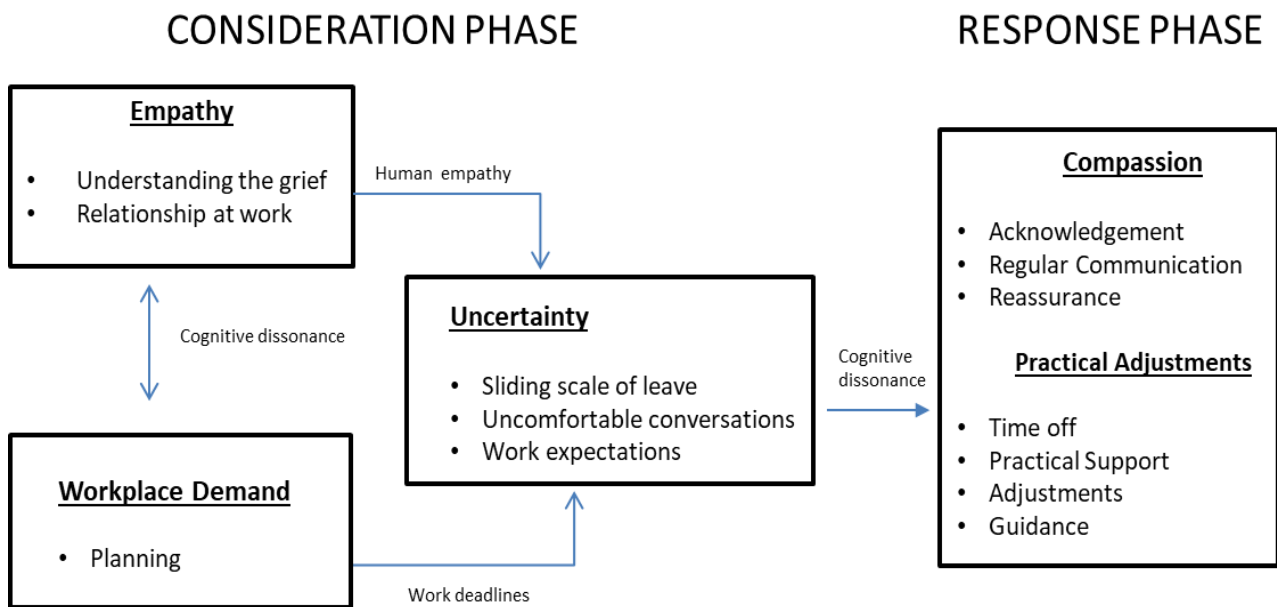 CONSIDERATION PHASE
RESPONSE PHASE
Empathy
• Understanding the grief
• Relationship at work
Human empathy
Cognitive dissonance
Workplace Demand
• Planning
Work deadlines
Uncertainty
• Sliding scale of leave
• Uncomfortable conversations
• Work expectations
Cognitive
dissonance
Compassion
• Acknowledgement
• Regular Communication
• Reassurance
Practical Adjustments
• Time off
• Practical Support
• Adjustments
• Guidance